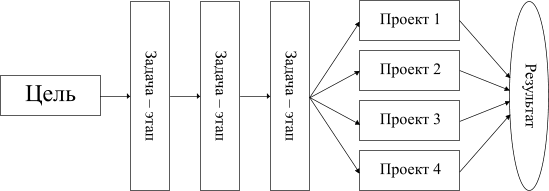 Цель
Задача – этап
Задача – этап
Задача – этап
Проект 1
Проект 2
Проект 3
Проект 4
Результат